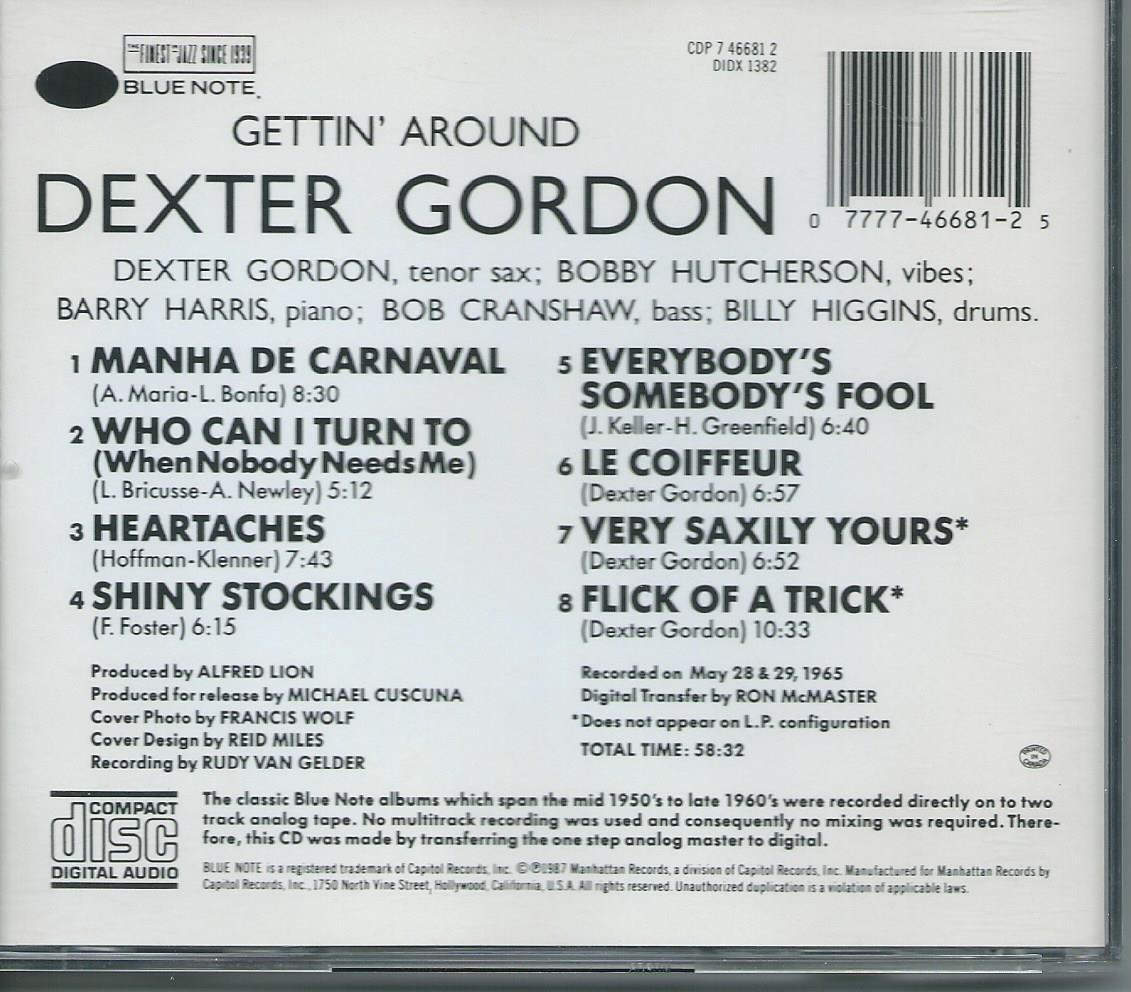 THE FINEST IN JAZZ SINCE 1939
BLUE NOTE.
CDP 7 46681 2
DIDX 1382
0 7777-46681-2 5
GETTIN' AROUND
DEXTER GORDON
DEXTER GORDON, tenor sax; BOBBY HUTCHERSON, vibes;
BARRY HARRIS, piano; BOB CRANSHAW, bass; BILLY HIGGINS, drums.
1 MANHA DE CARNAVAL
(A. Maria-L. Bonfa) 8:30
2 WHO CAN I TURN TO
(When Nobody Needs Me)
(L. Bricusse-A. Newley) 5:12
3 HEARTACHES
(Hoffman-Klenner) 7:43
4 SHINY STOCKINGS
(F. Foster) 6:15
5 EVERYBODY'S
SOMEBODY'S FOOL
(J. Keller-H. Greenfield) 6:40
6 LE COIFFEUR
(Dexter Gordon) 6:57
7 VERY SAXILY YOURS*
(Dexter Gordon) 6:52
8 FLICK OF A TRICK*
(Dexter Gordon) 10:33
Produced by ALFRED LION
Produced for release by MICHAEL CUSCUNA
Cover Photo by FRANCIS WOLF
Cover Design by REID MILES
Recording by RUDY VAN GELDER
Recorded on May 28 & 29, 1965
Digital Transfer by RON McMASTER
*Does not appear on L.P. configuration
TOTAL TIME: 58:32
PRINTED
IN
CANADA
COMPACT
disc
DIGITAL AUDIO
The classic Blue Note albums which span the mid 1950's to late 1960's were recorded directly on to two
track analog tape. No multitrack recording was used and consequently no mixing was required. There-
fore, this CD was made by transferring the one step analog master to digital.
BLUE NOTE is a registered trademark of Capitol Records, Inc. ©℗1987 Manhattan Records, a division of Capitol Records, Inc. Manufactured for Manhattan Records by
Capitol Records, Inc., 1750 North Vine Street, Hollywood, California, U.S.A. All rights reserved. Unauthorized duplication is a violation of applicable laws.